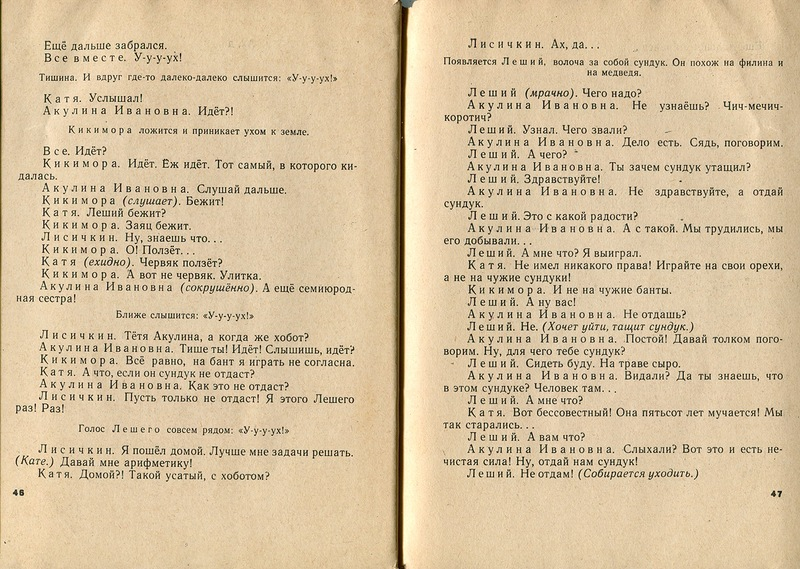 Ещё дальше забрался.
Все вместе. У-у-у-ух!
Тишина. И вдруг где-то далеко-далеко слышится: «У-у-у-ух!»
Катя. Услышал!
Акулина Ивановна. Идёт?!
Кикимора ложится и приникает ухом к земле.
Все. Идёт?
Кикимора. Идет. Ёж идёт. Тот самый, в которого ки-
далась.
Акулина Ивановна. Слушай дальше.
Кикимора (слушает). Бежит!
Катя. Леший бежит?
Кикимора. Заяц бежит.
Лисичкин. Ну, знаешь что...
Кикимора. О! Ползёт...
Катя (ехидно). Червяк ползёт?
Кикимора. А вот не червяк. Улитка.
Акулина Ивановна (сокрушённо). А ещё семиюрод-
ная сестра!
Ближе слышится: «У-у-у-ух!»
Лисичкин. Тётя Акулина, а когда же хобот?
Акулина Ивановна. Тише ты! Идёт! Слышишь, идёт?
Кикимора. Всё равно, на бант я играть не согласна.
Катя. А что, если он сундук не отдаст?
Акулина Ивановна. Как это не отдаст?
Лисичкин. Пусть только не отдаст! Я этого Лешего
раз! Раз!
Голос Лешего совсем рядом: «У-у-у-ух!»
Лисичкин. Я пошёл домой. Лучше мне задачи решать.
(Кате.) Давай мне арифметику!
Катя. Домой?! Такой усатый, с хоботом?
46
Лисичкин. Ах, да...
Появляется Леший, волоча за собой сундук. Он похож на филина и
на медведя.
Леший (мрачно). Чего надо?
Акулина Ивановна. Не узнаёшь? Чич-мечич-
коротич?
Леший. Узнал. Чего звали?
Акулина Ивановна. Дело есть. Сядь, поговорим.
Леший. А чего?
Акулина Ивановна. Ты зачем сундук утащил?
Леший. Здравствуйте!
Акулина Ивановна. Не здравствуйте, а отдай
сундук.
Леший. Это с какой радости?
Акулина Ивановна. А с такой. Мы трудились, мы
его добывали...
Леший. А мне что? Я выиграл.
Катя. Не имел никакого права! Играйте на свои орехи,
а не на чужие сундуки!
Кикимора. И не на чужие банты.
Леший. А ну вас!
Акулина Ивановна. Не отдашь?
Леший. Не. (Хочет уйти, тащит сундук.)
Акулина Ивановна. Постой! Давай толком пого-
ворим. Ну, для чего тебе сундук?
Леший. Сидеть буду. На траве сыро.
Акулина Ивановна. Видали? Да ты знаешь, что
в этом сундуке? Человек там...
Леший. А мне что?
Катя. Вот бессовестный! Она пятьсот лет мучается! Мы
так старались...
Леший. А вам что?
Акулина Ивановна. Слыхали? Вот это и есть не-
чистая сила! Ну, отдай нам сундук!
Леший. Не отдам! (Собирается уходить.)
47